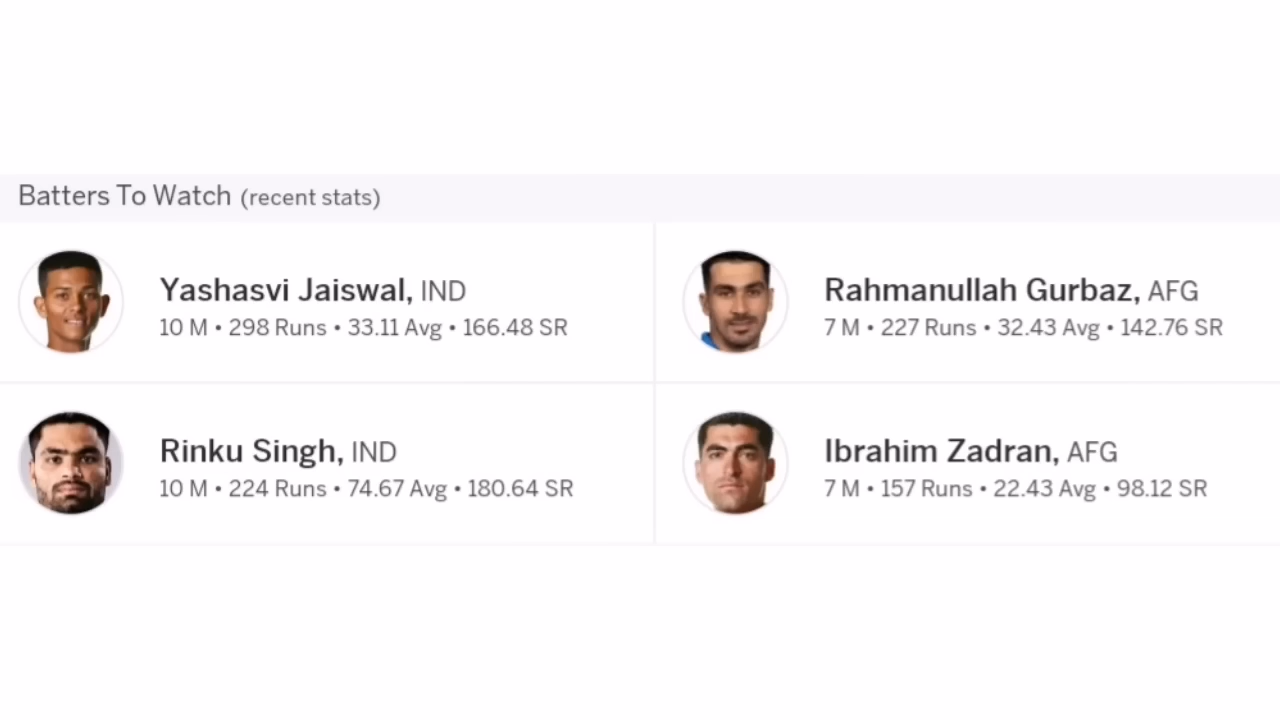 Batters To Watch (recent stats)
Yashasvi Jaiswal, IND
10 M • 298 Runs • 33.11 Avg • 166.48 SR
Rahmanullah Gurbaz, AFG
7 M • 227 Runs • 32.43 Avg • 142.76 SR
Rinku Singh, IND
10 M • 224 Runs • 74.67 Avg • 180.64 SR
Ibrahim Zadran, AFG
7 M • 157 Runs • 22.43 Avg • 98.12 SR